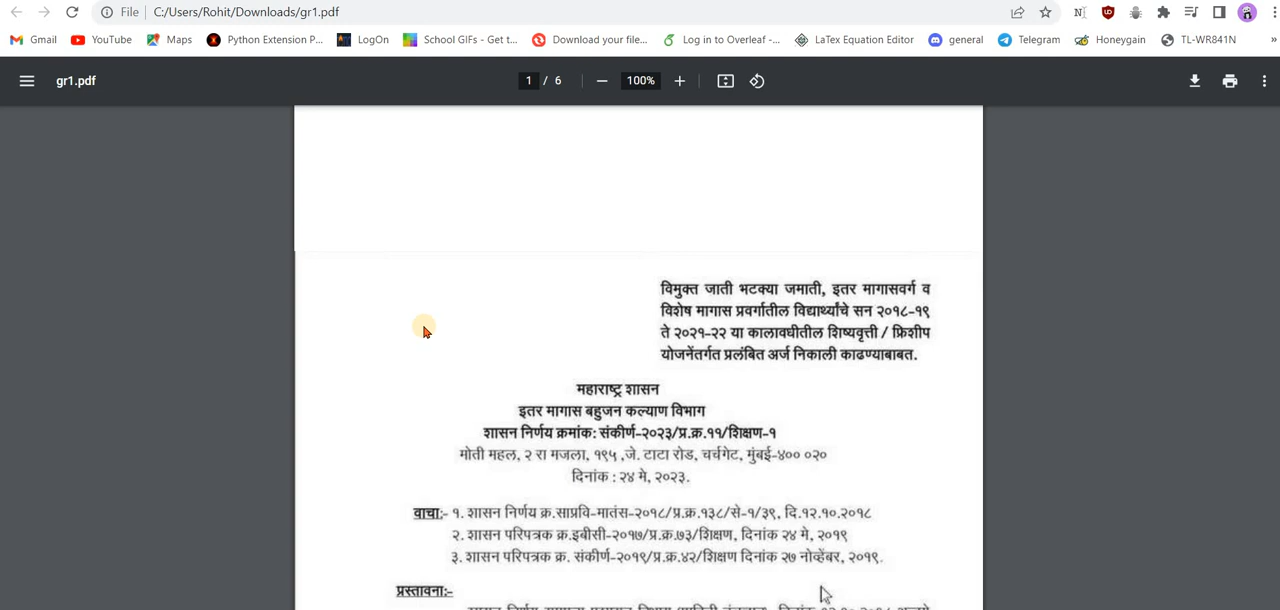 File C:/Users/Rohit/Downloads/gr1.pdf
Gmail YouTube Maps Python Extension P... LogOn School GIFs - Get t... Download your file... Log in to Overleaf -... LaTex Equation Editor general Telegram Honeygain TL-WR841N »
gr1.pdf 1 / 6 100%
विमुक्त जाती भटक्या जमाती, इतर मागासवर्ग व
विशेष मागास प्रवर्गातील विद्यार्थ्यांचे सन २०१८-१९
ते २०२१-२२ या कालावधीतील शिष्यवृत्ती / फ्रिशीप
योजनेंतर्गत प्रलंबित अर्ज निकाली काढण्याबाबत.
महाराष्ट्र शासन
इतर मागास बहुजन कल्याण विभाग
शासन निर्णय क्रमांक: संकीर्ण-२०२३/प्र.क्र.११/शिक्षण-१
मोती महल, २ रा मजला, १९५ ,जे. टाटा रोड, चर्चगेट, मुंबई-४०० ०२०
दिनांक : २४ मे, २०२३.
वाचा:- १. शासन निर्णय क्र.साप्रवि-मातंस-२०१८/प्र.क्र.१३८/से-१/३९, दि.१२.१०.२०१८
२. शासन परिपत्रक क्र.इबीसी-२०१७/प्र.क्र.७३/शिक्षण, दिनांक २४ मे, २०१९
३. शासन परिपत्रक क्र. संकीर्ण-२०१९/प्र.क्र.४२/शिक्षण दिनांक २७ नोव्हेंबर, २०१९.
प्रस्तावना:-